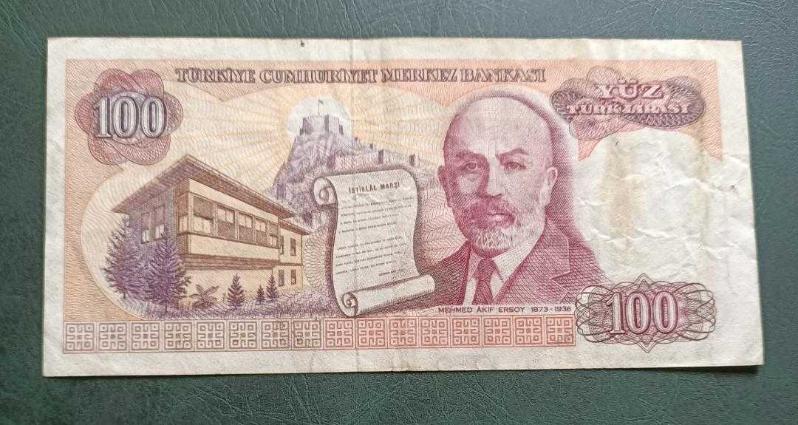 TÜRKİYE CUMHURİYET MERKEZ BANKASI
100
YÜZ
TÜRK LİRASI
İSTİKLÂL MARŞI
MEHMED AKİF ERSOY 1873-1936
100